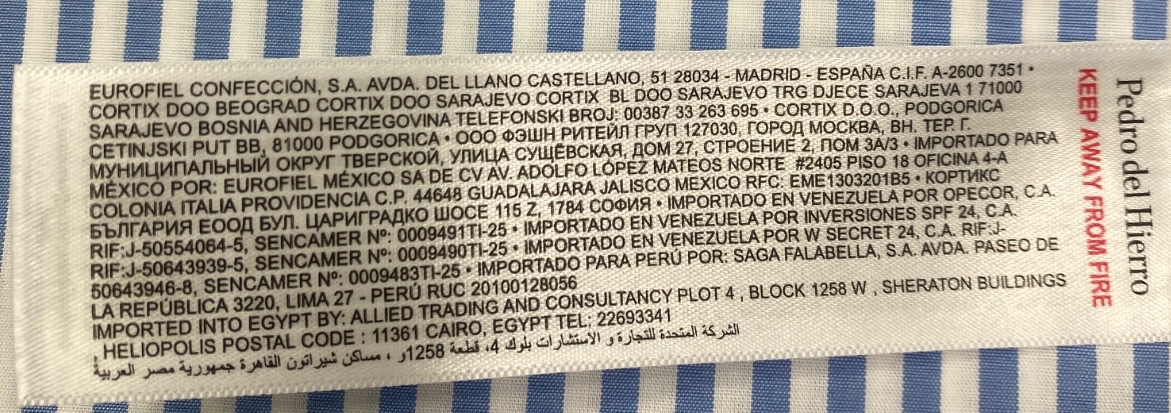 EUROFIEL CONFECCIÓN, S.A. AVDA. DEL LLANO CASTELLANO, 51 28034 - MADRID - ESPAÑA C.I.F. A-2600 7351 •
CORTIX DOO BEOGRAD CORTIX DOO SARAJEVO CORTIX BL DOO SARAJEVO TRG DJECE SARAJEVA 1 71000
SARAJEVO BOSNIA AND HERZEGOVINA TELEFONSKI BROJ: 00387 33 263 695 • CORTIX D.O.O., PODGORICA
CETINJSKI PUT BB, 81000 PODGORICA • ООО ФЭШН РИТЕЙЛ ГРУП 127030, ГОРОД МОСКВА, ВН. ТЕР. Г.
МУНИЦИПАЛЬНЫЙ ОКРУГ ТВЕРСКОЙ, УЛИЦА СУЩЁВСКАЯ, ДОМ 27, СТРОЕНИЕ 2, ПОМ 3А/3 • IMPORTADO PARA
MÉXICO POR: EUROFIEL MÉXICO SA DE CV AV. ADOLFO LÓPEZ MATEOS NORTE #2405 PISO 18 OFICINA 4-A
COLONIA ITALIA PROVIDENCIA C.P. 44648 GUADALAJARA JALISCO MEXICO RFC: EME1303201B5 • КОРТИКС
БЪЛГАРИЯ ЕООД БУЛ. ЦАРИГРАДКО ШОСЕ 115 Z, 1784 СОФИЯ • IMPORTADO EN VENEZUELA POR OPECOR, C.A.
RIF:J-50554064-5, SENCAMER Nº: 0009491TI-25 • IMPORTADO EN VENEZUELA POR INVERSIONES SPF 24, C.A.
RIF:J-50643939-5, SENCAMER Nº: 0009490TI-25 • IMPORTADO EN VENEZUELA POR W SECRET 24, C.A. RIF:J-
50643946-8, SENCAMER Nº: 0009483TI-25 • IMPORTADO PARA PERÚ POR: SAGA FALABELLA, S.A. AVDA. PASEO DE
LA REPÚBLICA 3220, LIMA 27 - PERÚ RUC 20100128056
IMPORTED INTO EGYPT BY: ALLIED TRADING AND CONSULTANCY PLOT 4 , BLOCK 1258 W , SHERATON BUILDINGS
, HELIOPOLIS POSTAL CODE : 11361 CAIRO, EGYPT TEL; 22693341
الشركة المتحدة للتجارة و الأستشارات بلوك 4، قطعة 1258و ، مساكن شيراتون القاهرة جمهورية مصر العربية
KEEP AWAY FROM FIRE
Pedro del Hierro